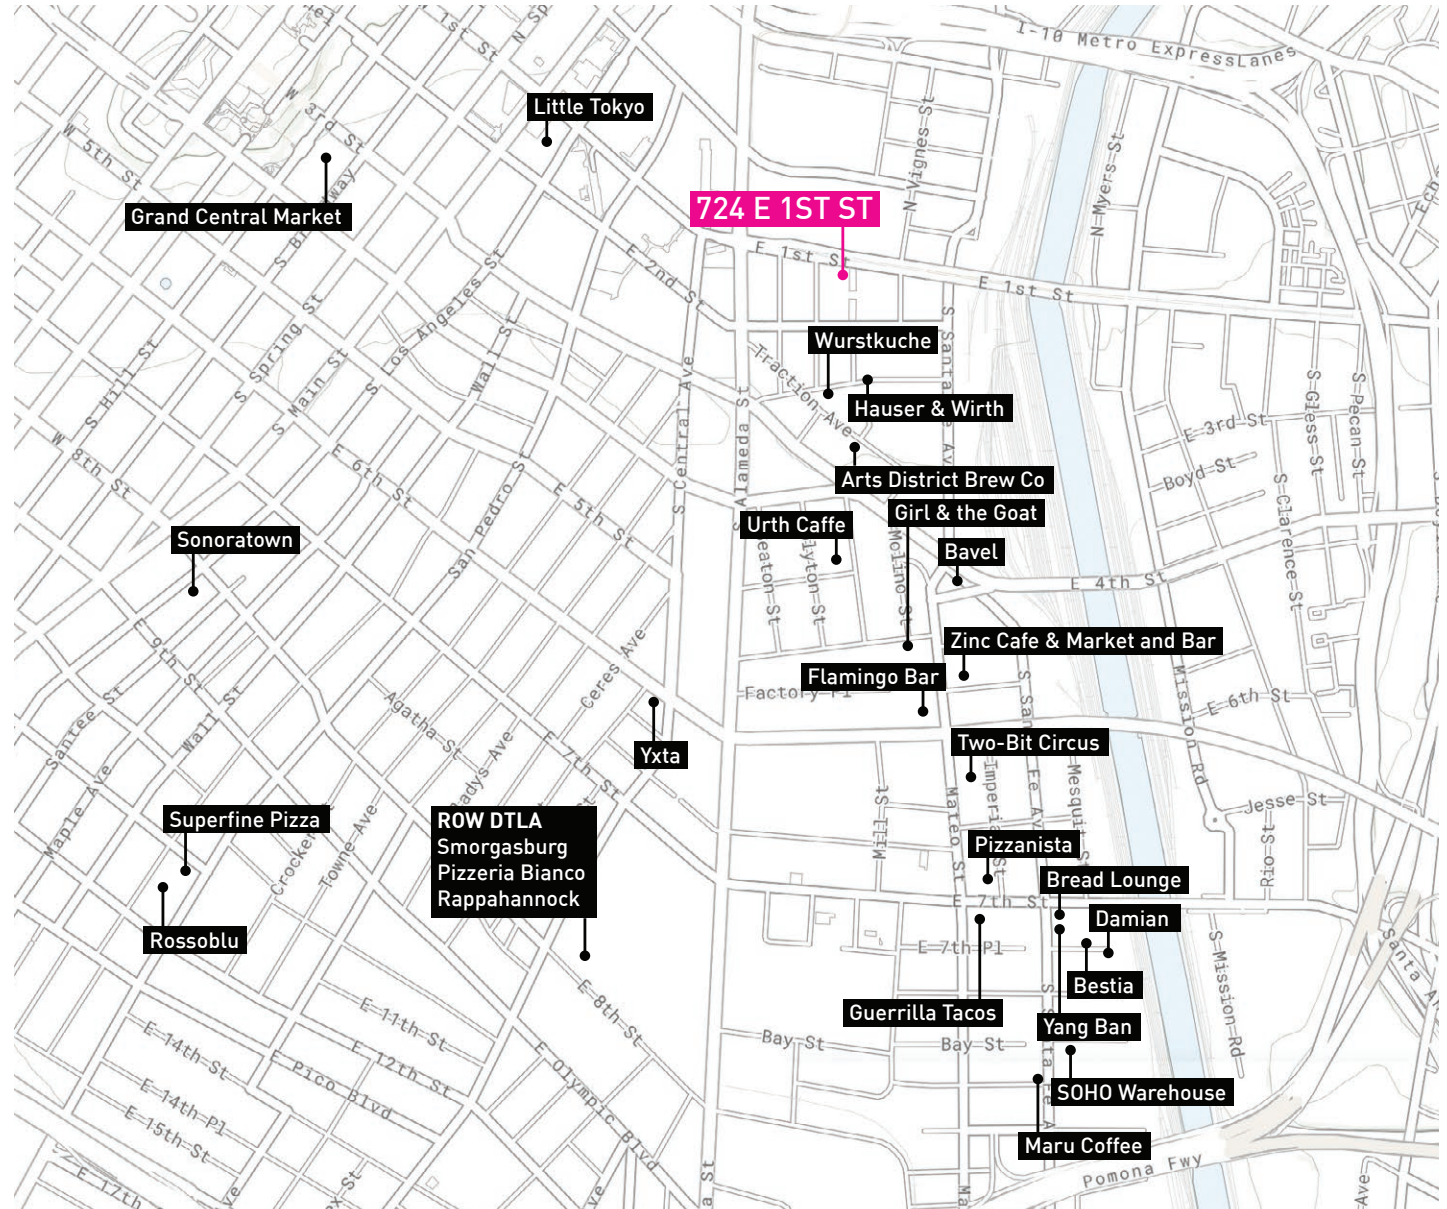 1st St
N Sp
I-10 Metro ExpressLanes
W 3rd St
Little Tokyo
W 5th St
N Vignes St
N Myers St
Echo
Grand Central Market
S Broadway
724 E 1ST ST
E 1st St
E 1st St
E 2nd St
S Los Angeles St
S Spring St
S Main St
S Hill St
Wall St
Wurstkuche
Traction Ave
Hauser & Wirth
S Santa Fe Ave
S Central Ave
S Alameda St
S Gless St
S Pecan St
E 3rd St
Boyd St
S Clarence St
W 8th St
E 6th St
E 5th St
San Pedro St
Arts District Brew Co
Girl & the Goat
Urth Caffe
Bavel
Sonoratown
E 4th St
Molino St
E 9th St
Wall St
Santee St
Maple Ave
Ceres Ave
Agatha St
E 7th St
Zinc Cafe & Market and Bar
Flamingo Bar
Factory Pl
Mission Rd
E 6th St
Yxta
Two-Bit Circus
Mill St
Mateo St
Imperial St
Mesquit St
Jesse St
Rio St
Superfine Pizza
Crocker
Towne Ave
ROW DTLA
Smorgasburg
Pizzeria Bianco
Rappahannock
Pizzanista
Bread Lounge
E 7th St
Damian
Rossoblu
E 7th Pl
Bestia
Guerrilla Tacos
Yang Ban
S Mission Rd
E 8th St
E 11th St
E 12th St
E 14th St
E Pico Blvd
E Olympic Blvd
E 14th Pl
E 15th St
Bay St
Bay St
SOHO Warehouse
Maru Coffee
Pomona Fwy
E 17th
Ave